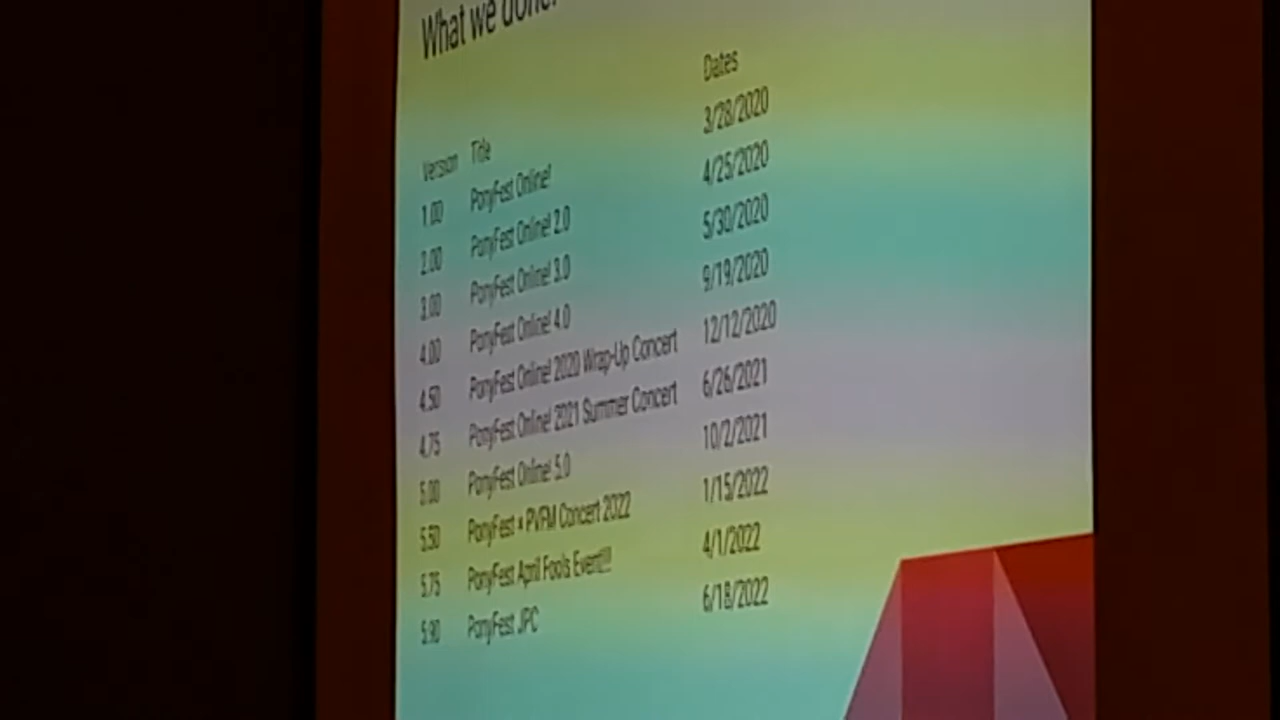 What we done!
Version Title Dates
1.00 PonyFest Online! 3/28/2020
2.00 PonyFest Online! 2.0 4/25/2020
3.00 PonyFest Online! 3.0 5/30/2020
4.00 PonyFest Online! 4.0 9/19/2020
4.50 PonyFest Online! 2020 Wrap-Up Concert 12/12/2020
4.75 PonyFest Online! 2021 Summer Concert 6/26/2021
5.00 PonyFest Online! 5.0 10/2/2021
5.50 PonyFest × PVFM Concert 2022 1/15/2022
5.75 PonyFest April Fools Event!!! 4/1/2022
5.90 PonyFest JPC 6/18/2022